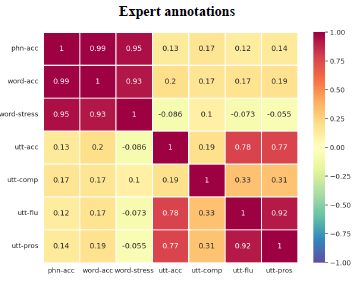 Expert annotations
phn-acc 1 0.99 0.95 0.13 0.17 0.12 0.14
word-acc 0.99 1 0.93 0.2 0.17 0.17 0.19
word-stress 0.95 0.93 1 -0.086 0.1 -0.073 -0.055
utt-acc 0.13 0.2 -0.086 1 0.19 0.78 0.77
utt-comp 0.17 0.17 0.1 0.19 1 0.33 0.31
utt-flu 0.12 0.17 -0.073 0.78 0.33 1 0.92
utt-pros 0.14 0.19 -0.055 0.77 0.31 0.92 1
phn-acc word-acc word-stress utt-acc utt-comp utt-flu utt-pros
1.00
0.75
0.50
0.25
0.00
−0.25
−0.50
−0.75
−1.00